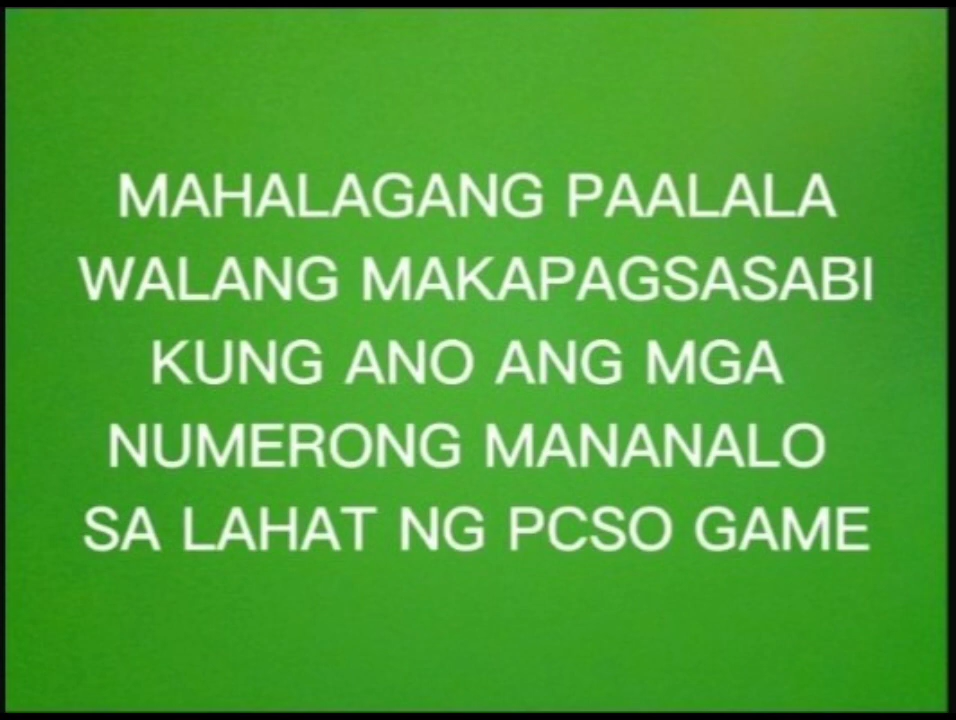 MAHALAGANG PAALALA
WALANG MAKAPAGSASABI
KUNG ANO ANG MGA
NUMERONG MANANALO
SA LAHAT NG PCSO GAME